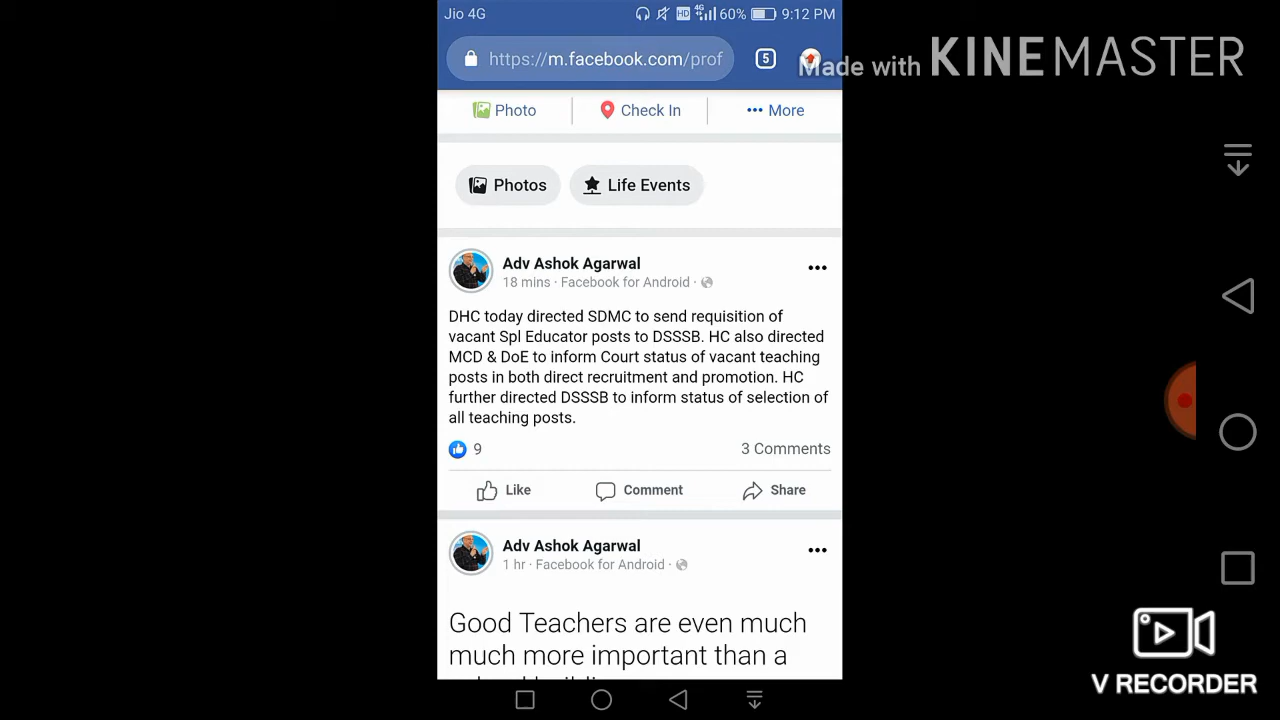 Jio 4G HD 4G 60% 9:12 PM
https://m.facebook.com/prof 5
Made with KINEMASTER
Photo Check In More
Photos Life Events
Adv Ashok Agarwal
18 mins · Facebook for Android ·
DHC today directed SDMC to send requisition of
vacant Spl Educator posts to DSSSB. HC also directed
MCD & DoE to inform Court status of vacant teaching
posts in both direct recruitment and promotion. HC
further directed DSSSB to inform status of selection of
all teaching posts.
9 3 Comments
Like Comment Share
Adv Ashok Agarwal
1 hr · Facebook for Android ·
Good Teachers are even much
much more important than a
V RECORDER